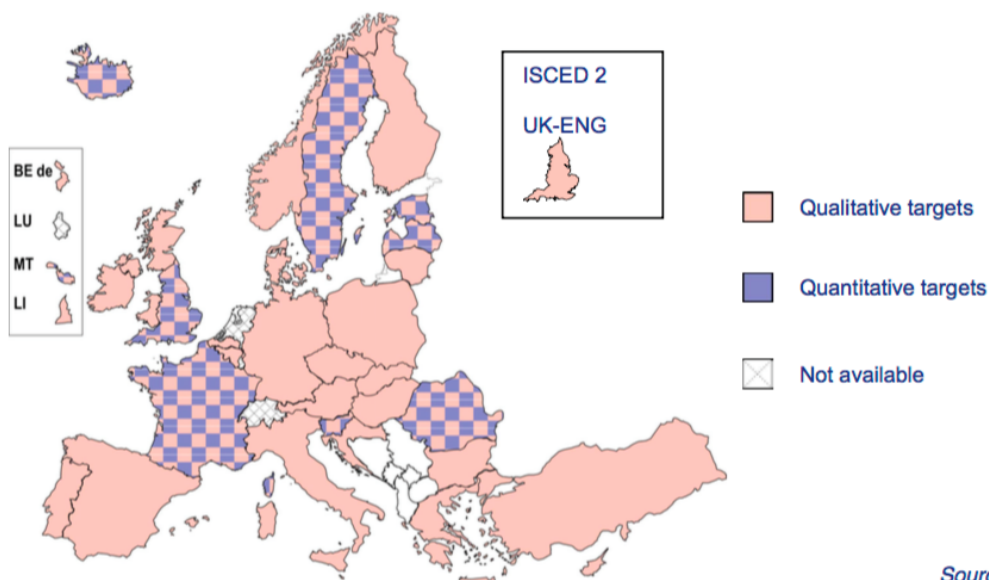 ISCED 2
UK-ENG
BE de
LU
MT
LI
Qualitative targets
Quantitative targets
Not available